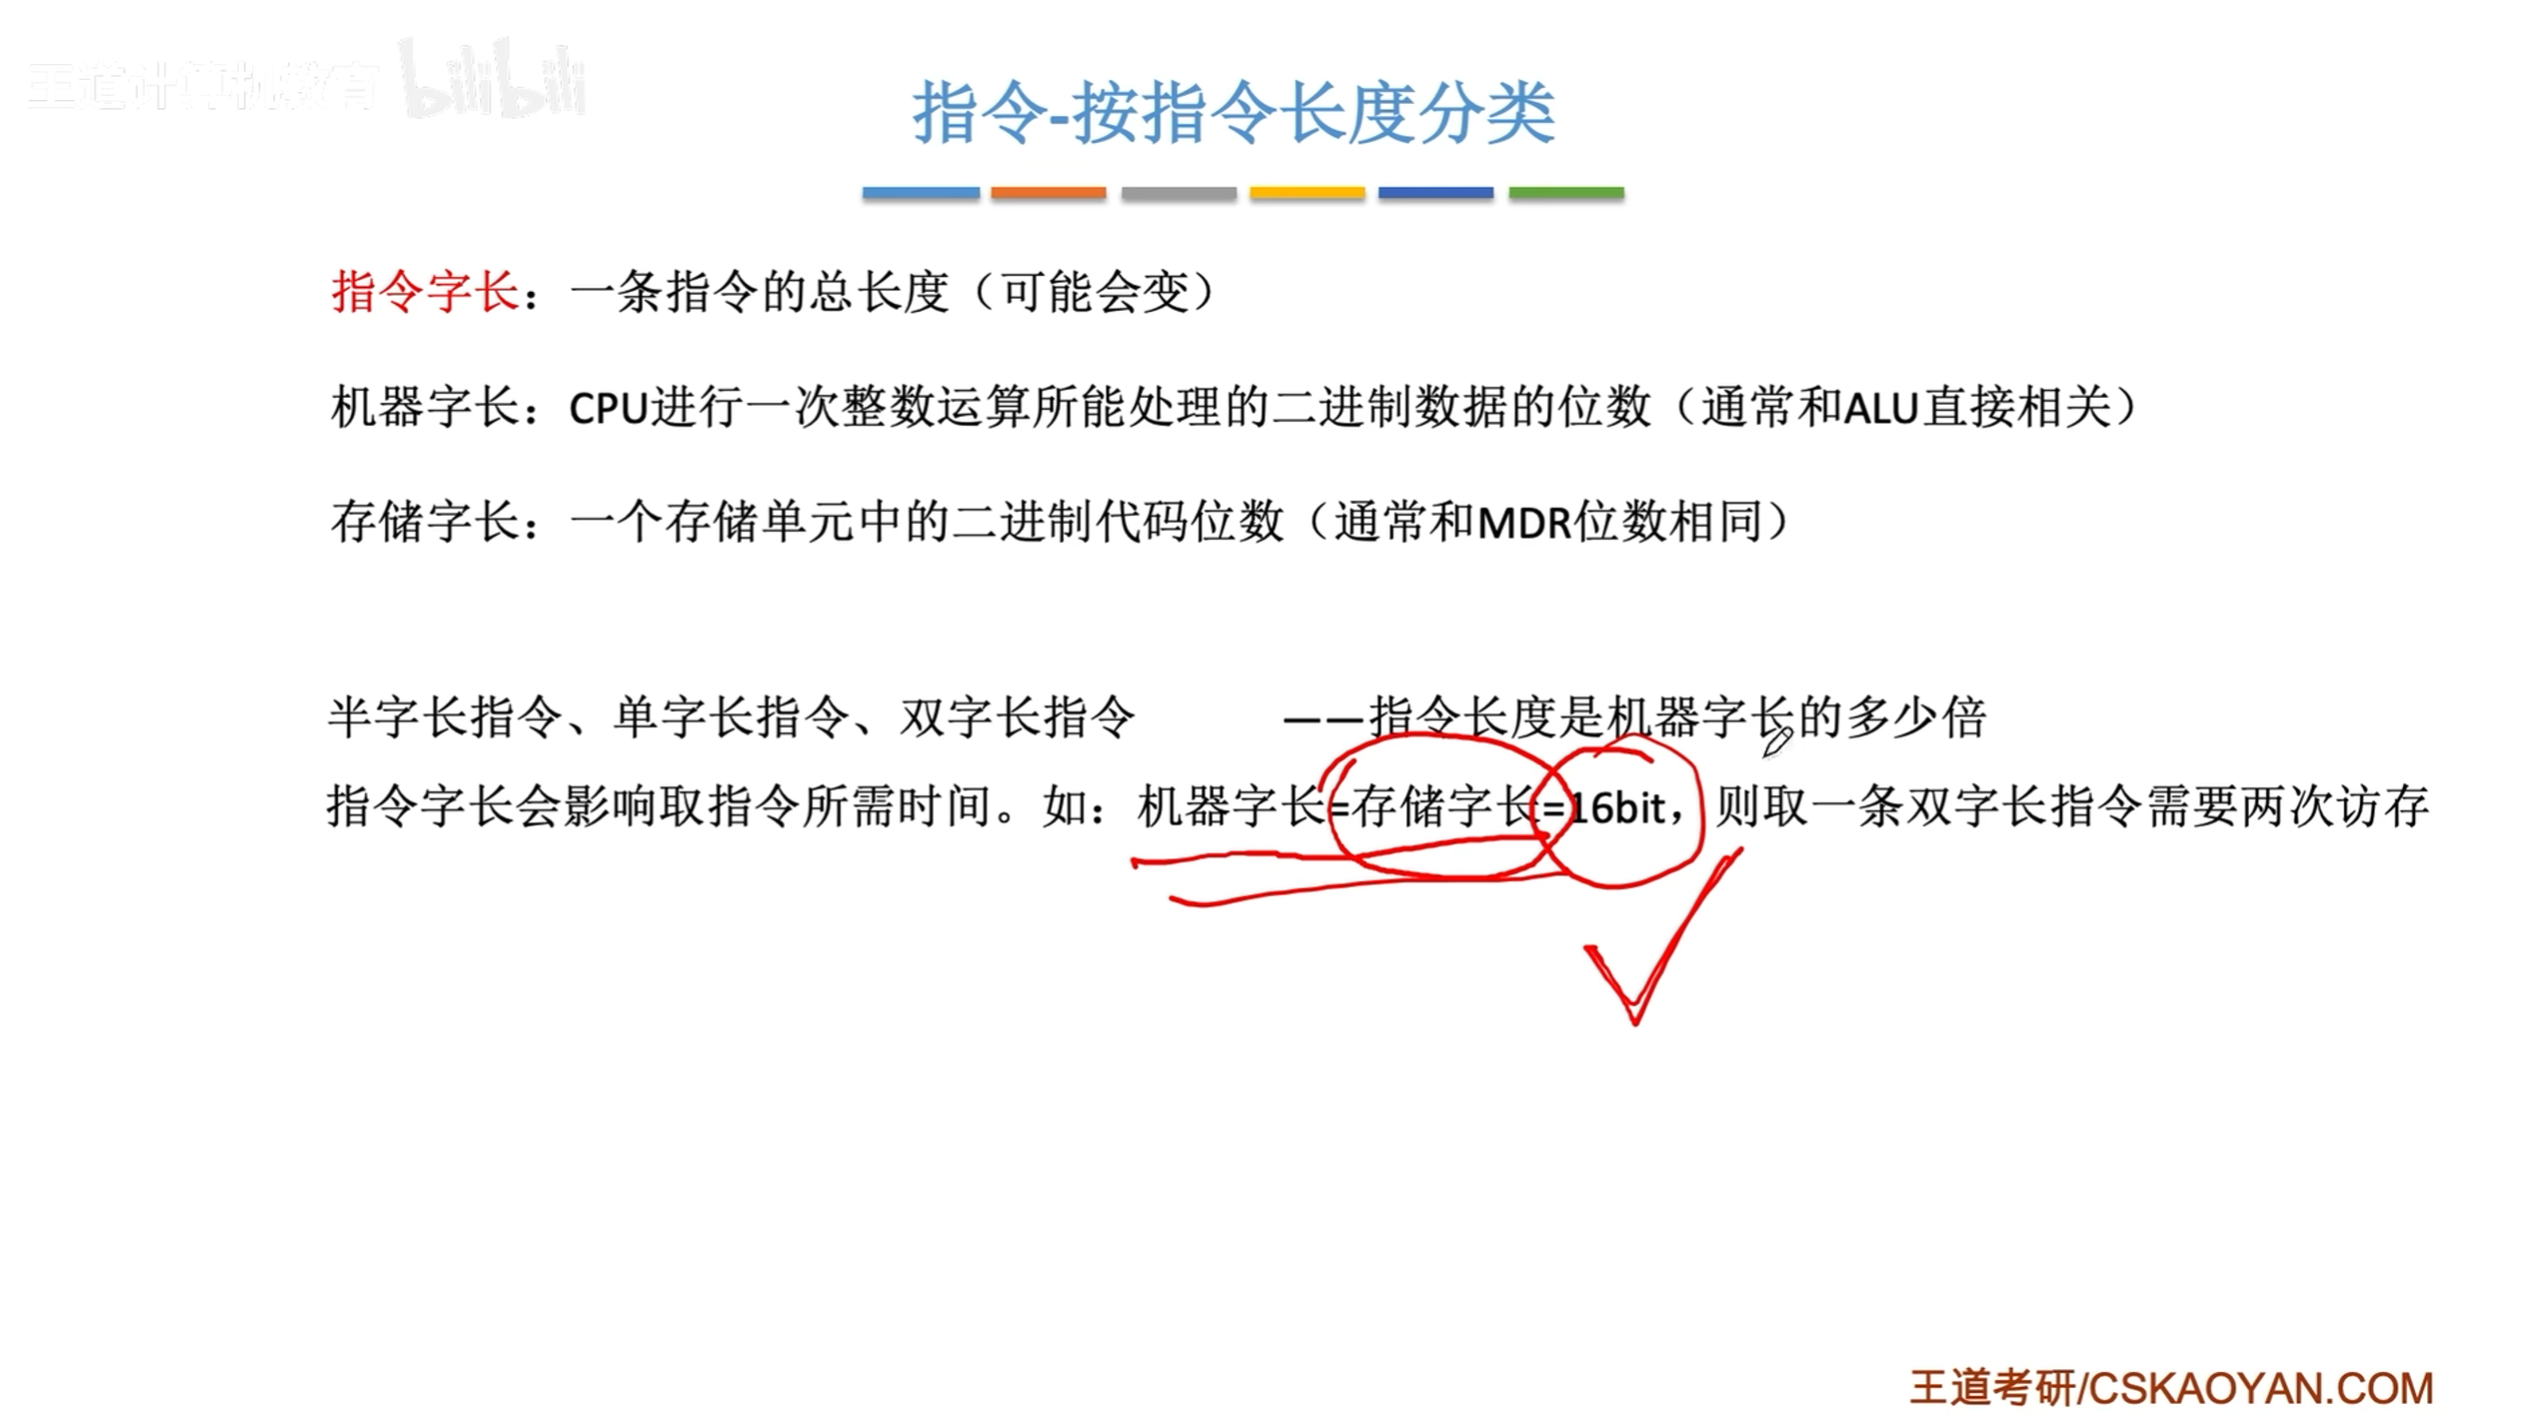 王道计算机教育 bilibili
指令-按指令长度分类
指令字长：一条指令的总长度（可能会变）
机器字长：CPU进行一次整数运算所能处理的二进制数据的位数（通常和ALU直接相关）
存储字长：一个存储单元中的二进制代码位数（通常和MDR位数相同）
半字长指令、单字长指令、双字长指令 ——指令长度是机器字长的多少倍
指令字长会影响取指令所需时间。如：机器字长=存储字长=16bit，则取一条双字长指令需要两次访存
王道考研/CSKAOYAN.COM